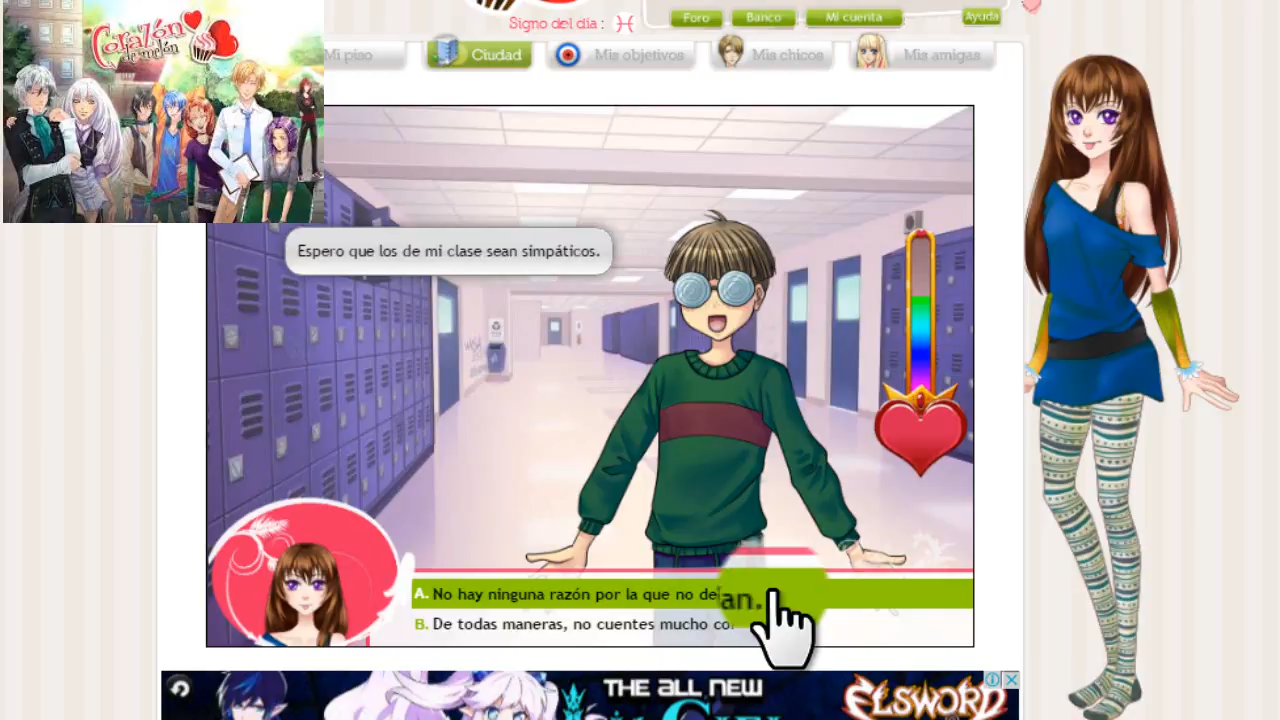 Corazón
de melón
Signo del día :
Foro
Banco
Mi cuenta
Ayuda
Mi piso
Ciudad
Mis objetivos
Mis chicos
Mis amigas
Espero que los de mi clase sean simpáticos.
A. No hay ninguna razón por la que no de an.
B. De todas maneras, no cuentes mucho
THE ALL NEW
ELSWORD